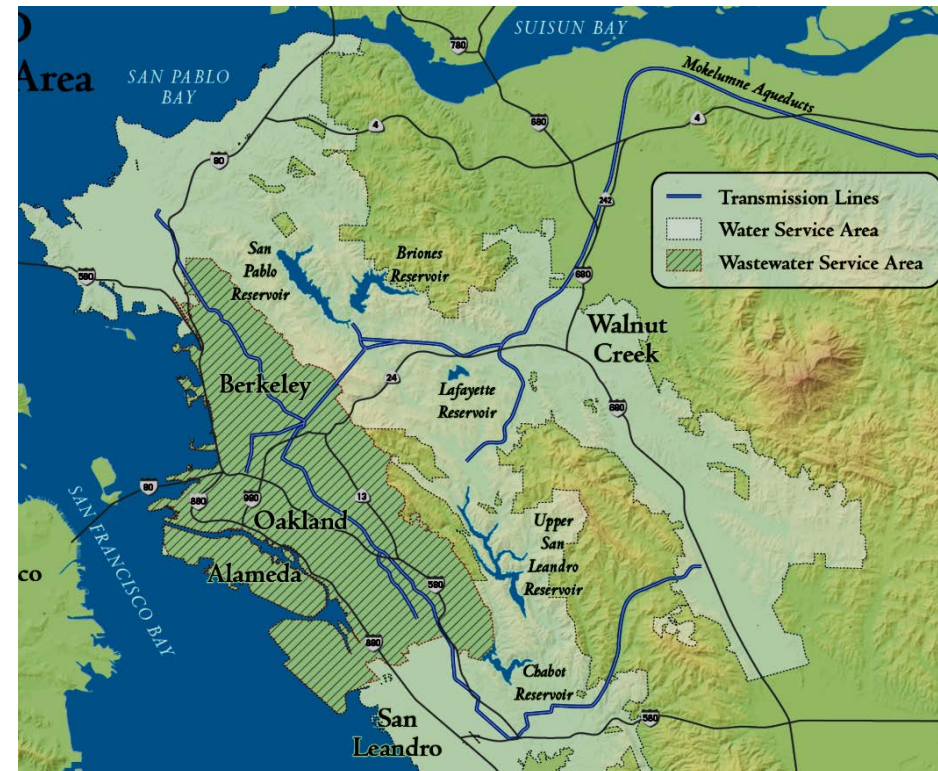 Area
SAN PABLO
BAY
SUISUN BAY
780
Mokelumne Aqueducts
4
680
4
80
242
Transmission Lines
Water Service Area
Wastewater Service Area
San
Pablo
Reservoir
Briones
Reservoir
580
680
Walnut
Creek
Berkeley
24
Lafayette
Reservoir
680
80
880
980
13
Oakland
Upper
San
Leandro
Reservoir
SAN FRANCISCO BAY
co
Alameda
580
880
Chabot
Reservoir
San
Leandro
580